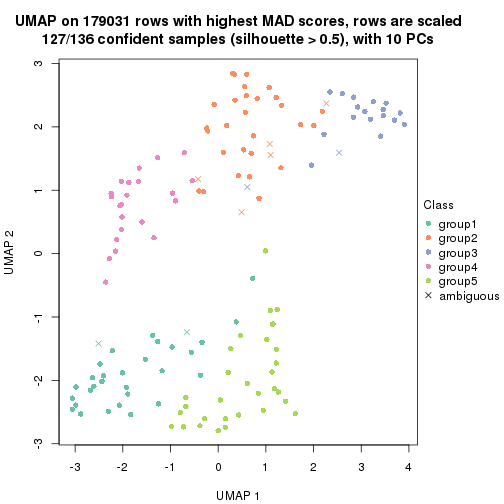 UMAP on 179031 rows with highest MAD scores, rows are scaled
127/136 confident samples (silhouette > 0.5), with 10 PCs
3
2
1
0
-1
-2
-3
UMAP 2
-3
-2
-1
0
1
2
3
4
UMAP 1
Class
group1
group2
group3
group4
group5
ambiguous